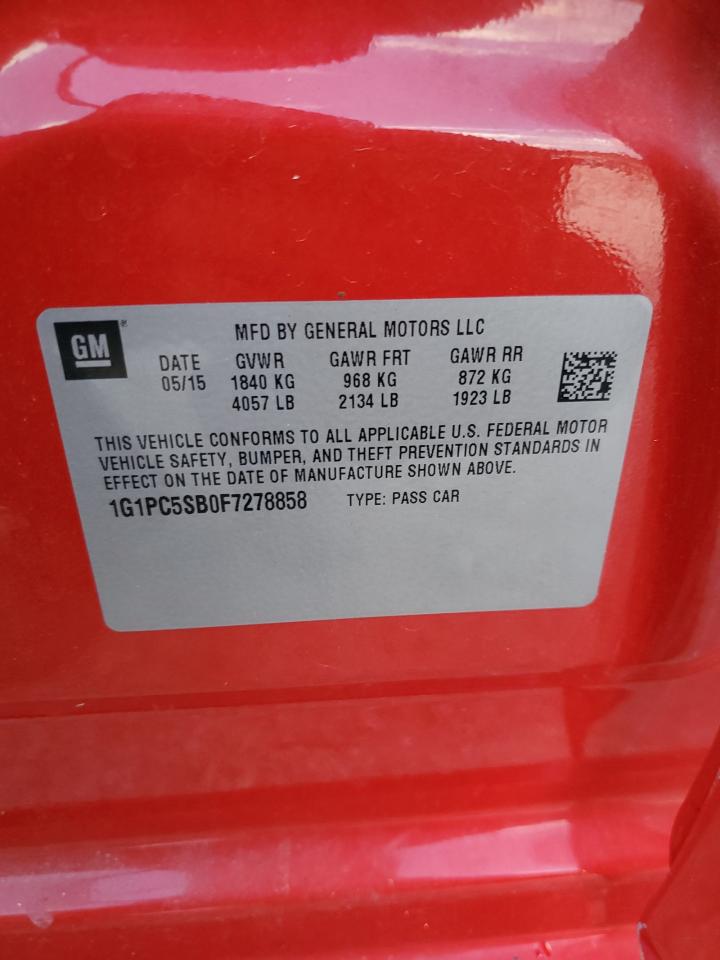 GM®
MFD BY GENERAL MOTORS LLC
DATE GVWR GAWR FRT GAWR RR
05/15 1840 KG 968 KG 872 KG
4057 LB 2134 LB 1923 LB
THIS VEHICLE CONFORMS TO ALL APPLICABLE U.S. FEDERAL MOTOR
VEHICLE SAFETY, BUMPER, AND THEFT PREVENTION STANDARDS IN
EFFECT ON THE DATE OF MANUFACTURE SHOWN ABOVE.
1G1PC5SB0F7278858 TYPE: PASS CAR